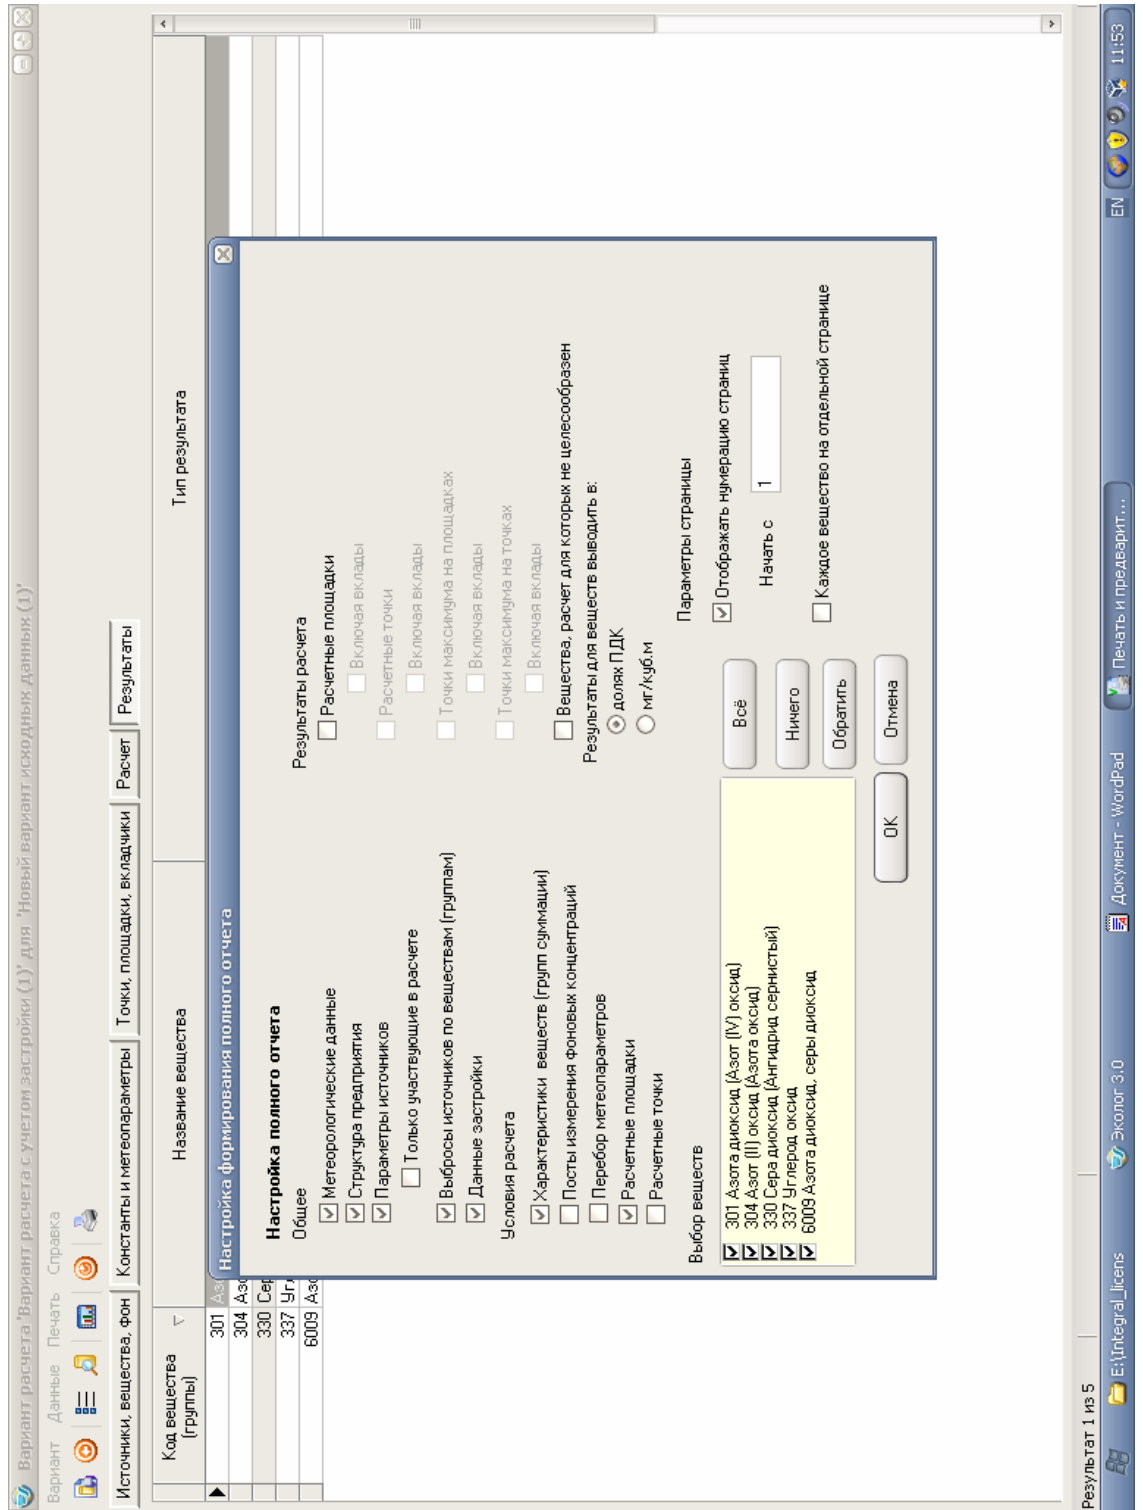 Вариант расчета 'Вариант расчета с учетом застройки (1)' для 'Новый вариант исходных данных (1)'
Вариант Данные Печать Справка
Источники, вещества, фон Константы и метеопараметры Точки, площадки, вкладчики Расчет Результаты
Код вещества (группы) Название вещества Тип результата
301 Азо
304 Азо
330 Сер
337 Угл
6009 Азо
Настройка формирования полного отчета
Настройка полного отчета
Общее
Метеорологические данные
Структура предприятия
Параметры источников
Только участвующие в расчете
Выбросы источников по веществам (группам)
Данные застройки
Условия расчета
Характеристики веществ (групп суммации)
Посты измерения фоновых концентраций
Перебор метеопараметров
Расчетные площадки
Расчетные точки
Результаты расчета
Расчетные площадки
Включая вклады
Расчетные точки
Включая вклады
Точки максимума на площадках
Включая вклады
Точки максимума на точках
Включая вклады
Вещества, расчет для которых не целесообразен
Результаты для веществ выводить в:
долях ПДК
мг/куб.м
Выбор веществ
301 Азота диоксид (Азот (IV) оксид)
304 Азот (II) оксид (Азота оксид)
330 Сера диоксид (Ангидрид сернистый)
337 Углерод оксид
6009 Азота диоксид, серы диоксид
Всё
Ничего
Обратить
Параметры страницы
Отображать нумерацию страниц
Начать с 1
Каждое вещество на отдельной странице
ОК Отмена
Результат 1 из 5
E:\Integral_licens Эколог 3.0 Документ - WordPad Печать и предварит... EN 11:53